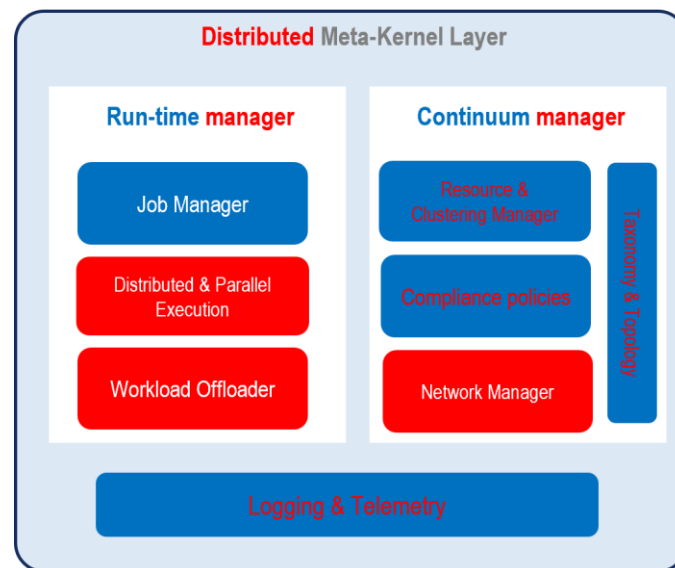 Distributed Meta-Kernel Layer
Run-time manager
Job Manager
Distributed & Parallel
Execution
Workload Offloader
Continuum manager
Resource &
Clustering Manager
Compliance policies
Network Manager
Taxonomy & Topology
Logging & Telemetry